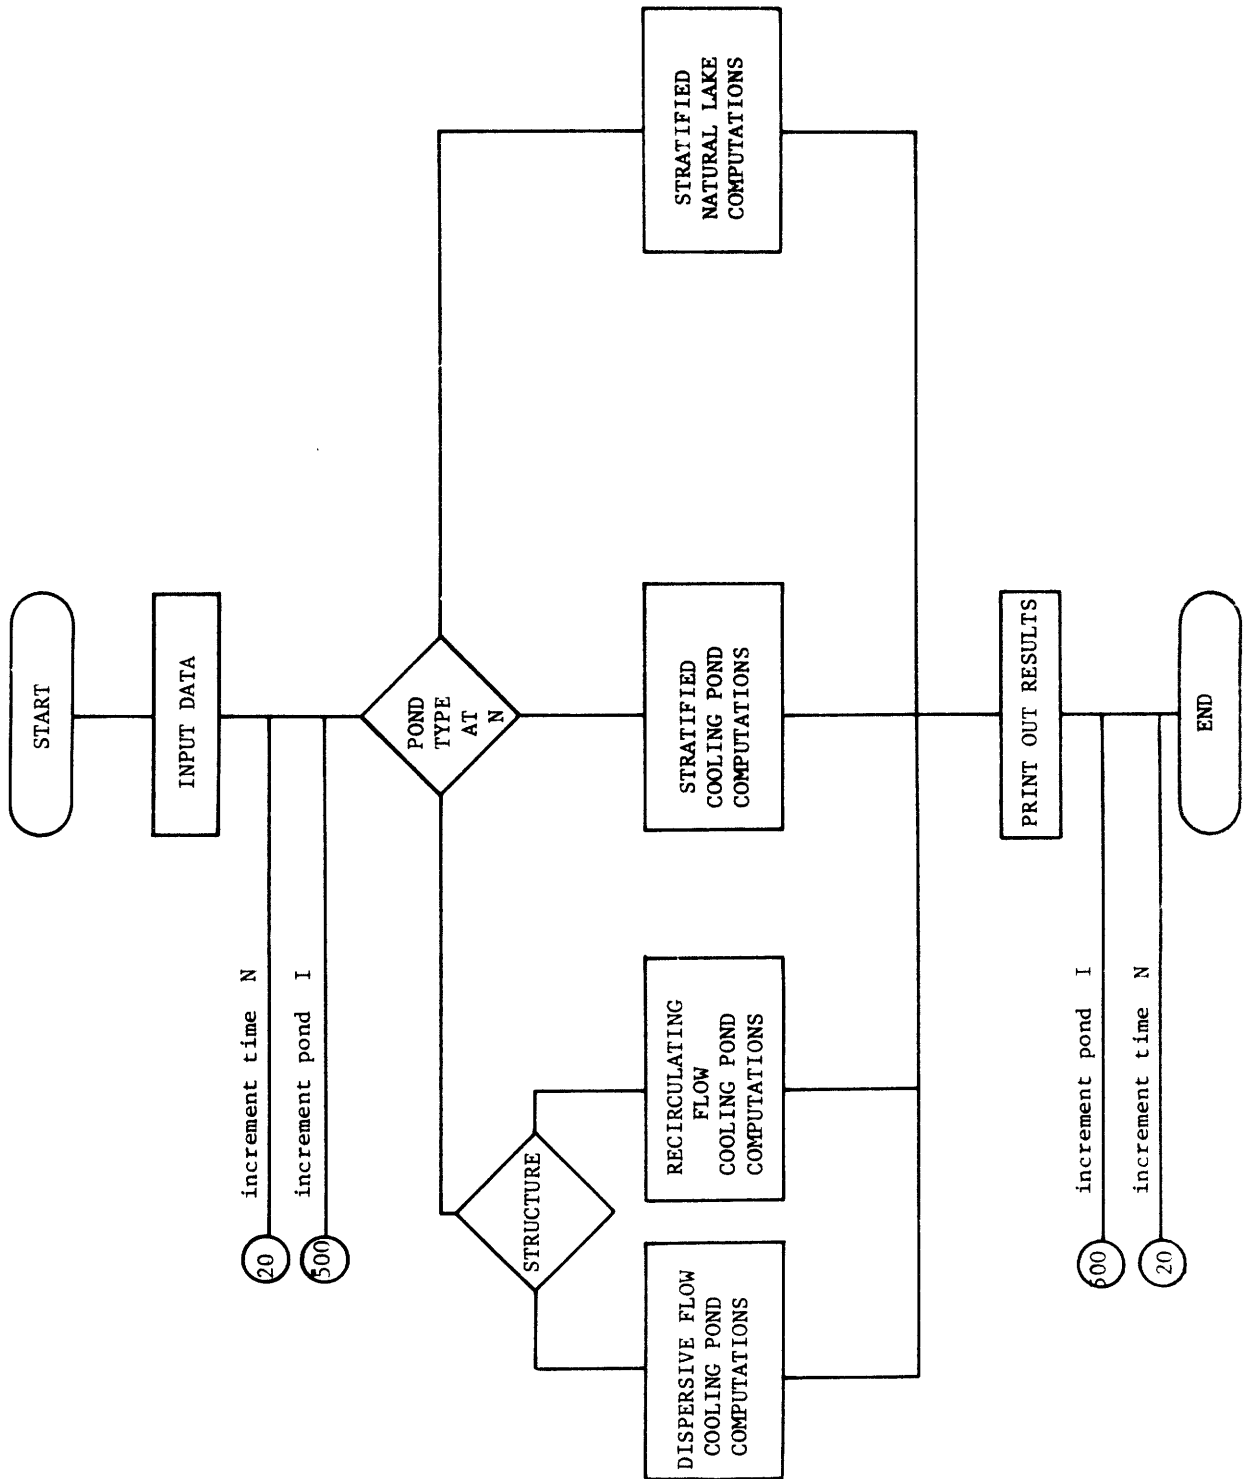 START
INPUT DATA
20
increment time N
500
increment pond I
POND
TYPE
AT
N
STRUCTURE
DISPERSIVE FLOW
COOLING POND
COMPUTATIONS
RECIRCULATING
FLOW
COOLING POND
COMPUTATIONS
STRATIFIED
COOLING POND
COMPUTATIONS
STRATIFIED
NATURAL LAKE
COMPUTATIONS
PRINT OUT RESULTS
500
increment pond I
20
increment time N
END